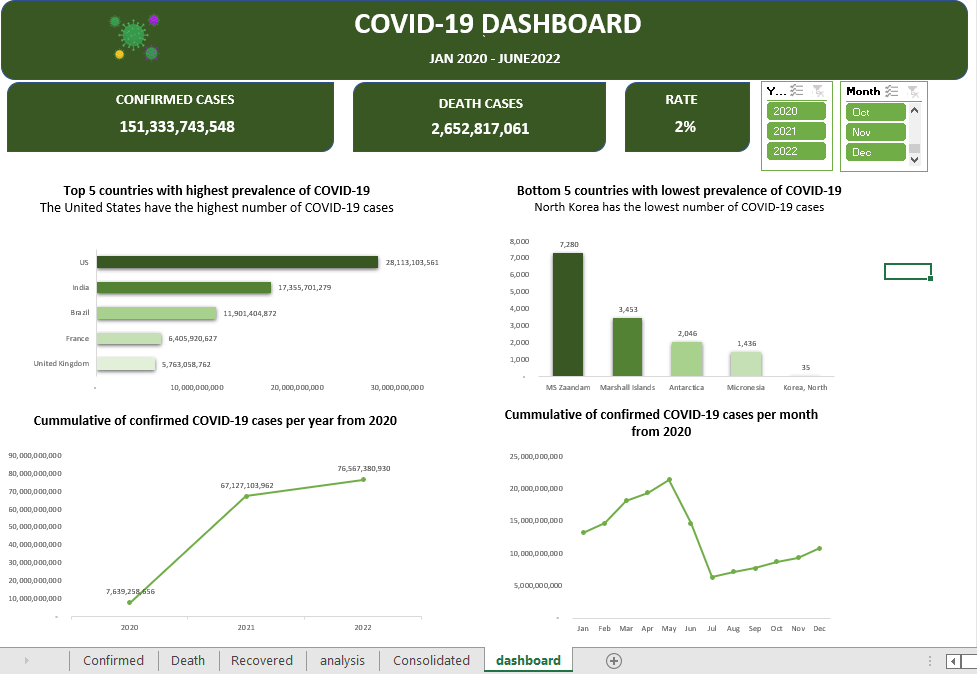 COVID-19 DASHBOARD
JAN 2020 - JUNE2022
CONFIRMED CASES
151,333,743,548
DEATH CASES
2,652,817,061
RATE
2%
Y...
2020
2021
2022
Month
Oct
Nov
Dec
Top 5 countries with highest prevalence of COVID-19
The United States have the highest number of COVID-19 cases
US
28,113,103,561
India
17,355,701,279
Brazil
11,901,404,872
France
6,405,920,627
United Kingdom
5,763,058,762
- 10,000,000,000 20,000,000,000 30,000,000,000
Bottom 5 countries with lowest prevalence of COVID-19
North Korea has the lowest number of COVID-19 cases
8,000
7,000
6,000
5,000
4,000
3,000
2,000
1,000
-
7,280
3,453
2,046
1,436
35
MS Zaandam Marshall Islands Antarctica Micronesia Korea, North
Cummulative of confirmed COVID-19 cases per year from 2020
90,000,000,000
80,000,000,000
70,000,000,000
60,000,000,000
50,000,000,000
40,000,000,000
30,000,000,000
20,000,000,000
10,000,000,000
-
7,639,258,656
67,127,103,962
76,567,380,930
2020 2021 2022
Cummulative of confirmed COVID-19 cases per month
from 2020
25,000,000,000
20,000,000,000
15,000,000,000
10,000,000,000
5,000,000,000
-
Jan Feb Mar Apr May Jun Jul Aug Sep Oct Nov Dec
Confirmed Death Recovered analysis Consolidated dashboard